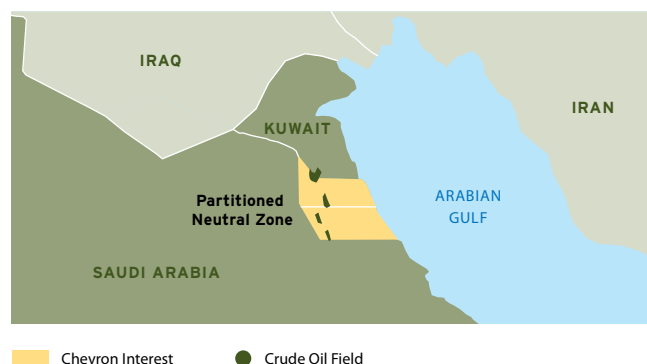 IRAQ
IRAN
KUWAIT
Partitioned
Neutral Zone
ARABIAN
GULF
SAUDI ARABIA
Chevron Interest
Crude Oil Field